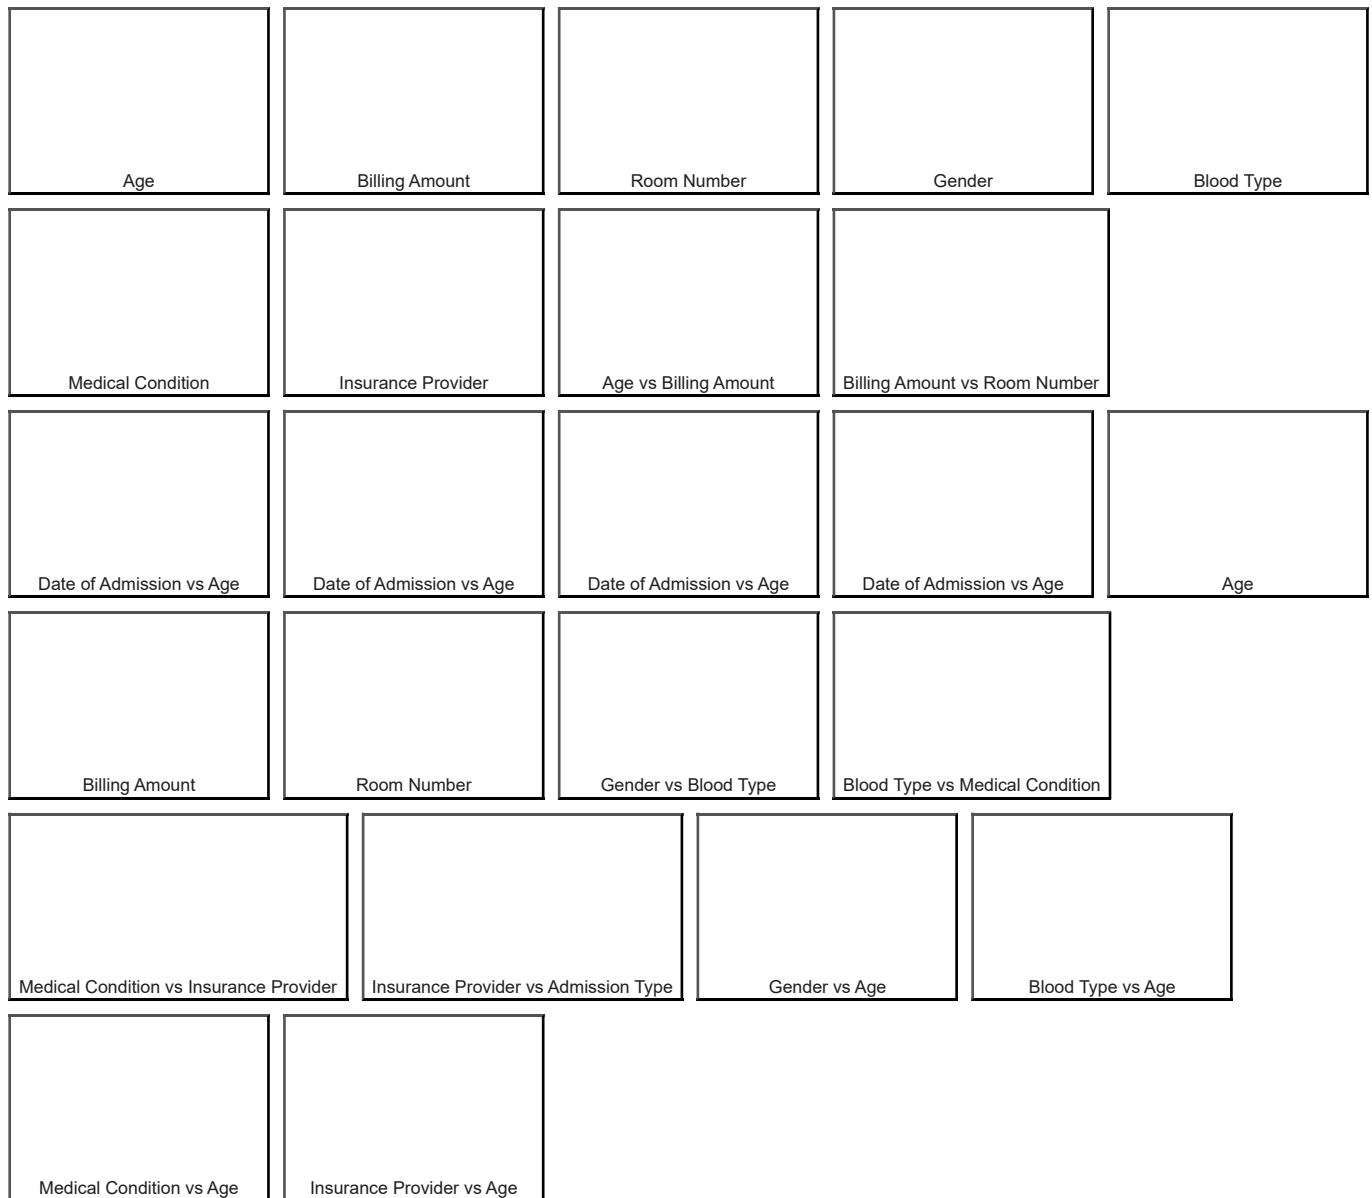 Age
Billing Amount
Room Number
Gender
Blood Type
Medical Condition
Insurance Provider
Age vs Billing Amount
Billing Amount vs Room Number
Date of Admission vs Age
Date of Admission vs Age
Date of Admission vs Age
Date of Admission vs Age
Age
Billing Amount
Room Number
Gender vs Blood Type
Blood Type vs Medical Condition
Medical Condition vs Insurance Provider
Insurance Provider vs Admission Type
Gender vs Age
Blood Type vs Age
Medical Condition vs Age
Insurance Provider vs Age